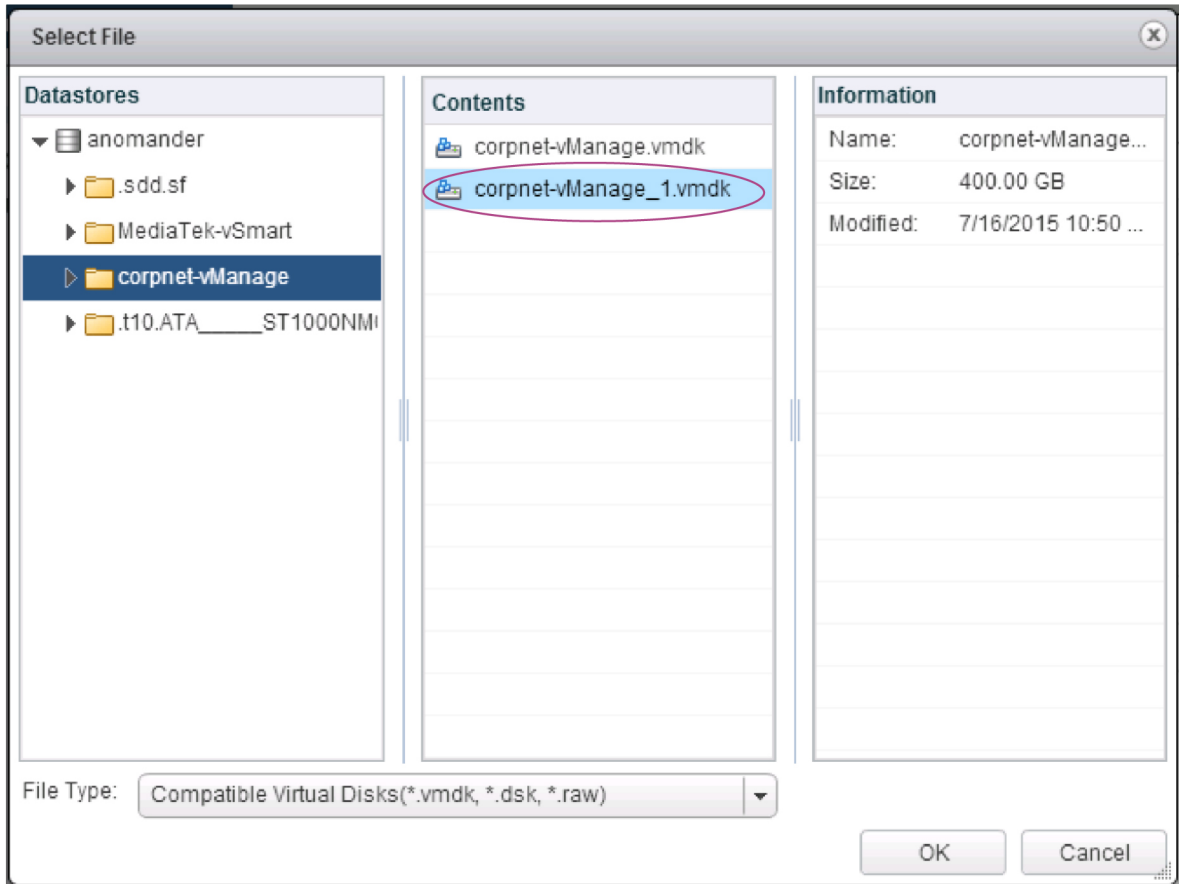 Select File
x
Datastores
anomander
.sdd.sf
MediaTek-vSmart
corpnet-vManage
.t10.ATA_____ST1000NM
Contents
corpnet-vManage.vmdk
corpnet-vManage_1.vmdk
Information
Name: corpnet-vManage...
Size: 400.00 GB
Modified: 7/16/2015 10:50 ...
File Type: Compatible Virtual Disks(*.vmdk, *.dsk, *.raw)
OK Cancel